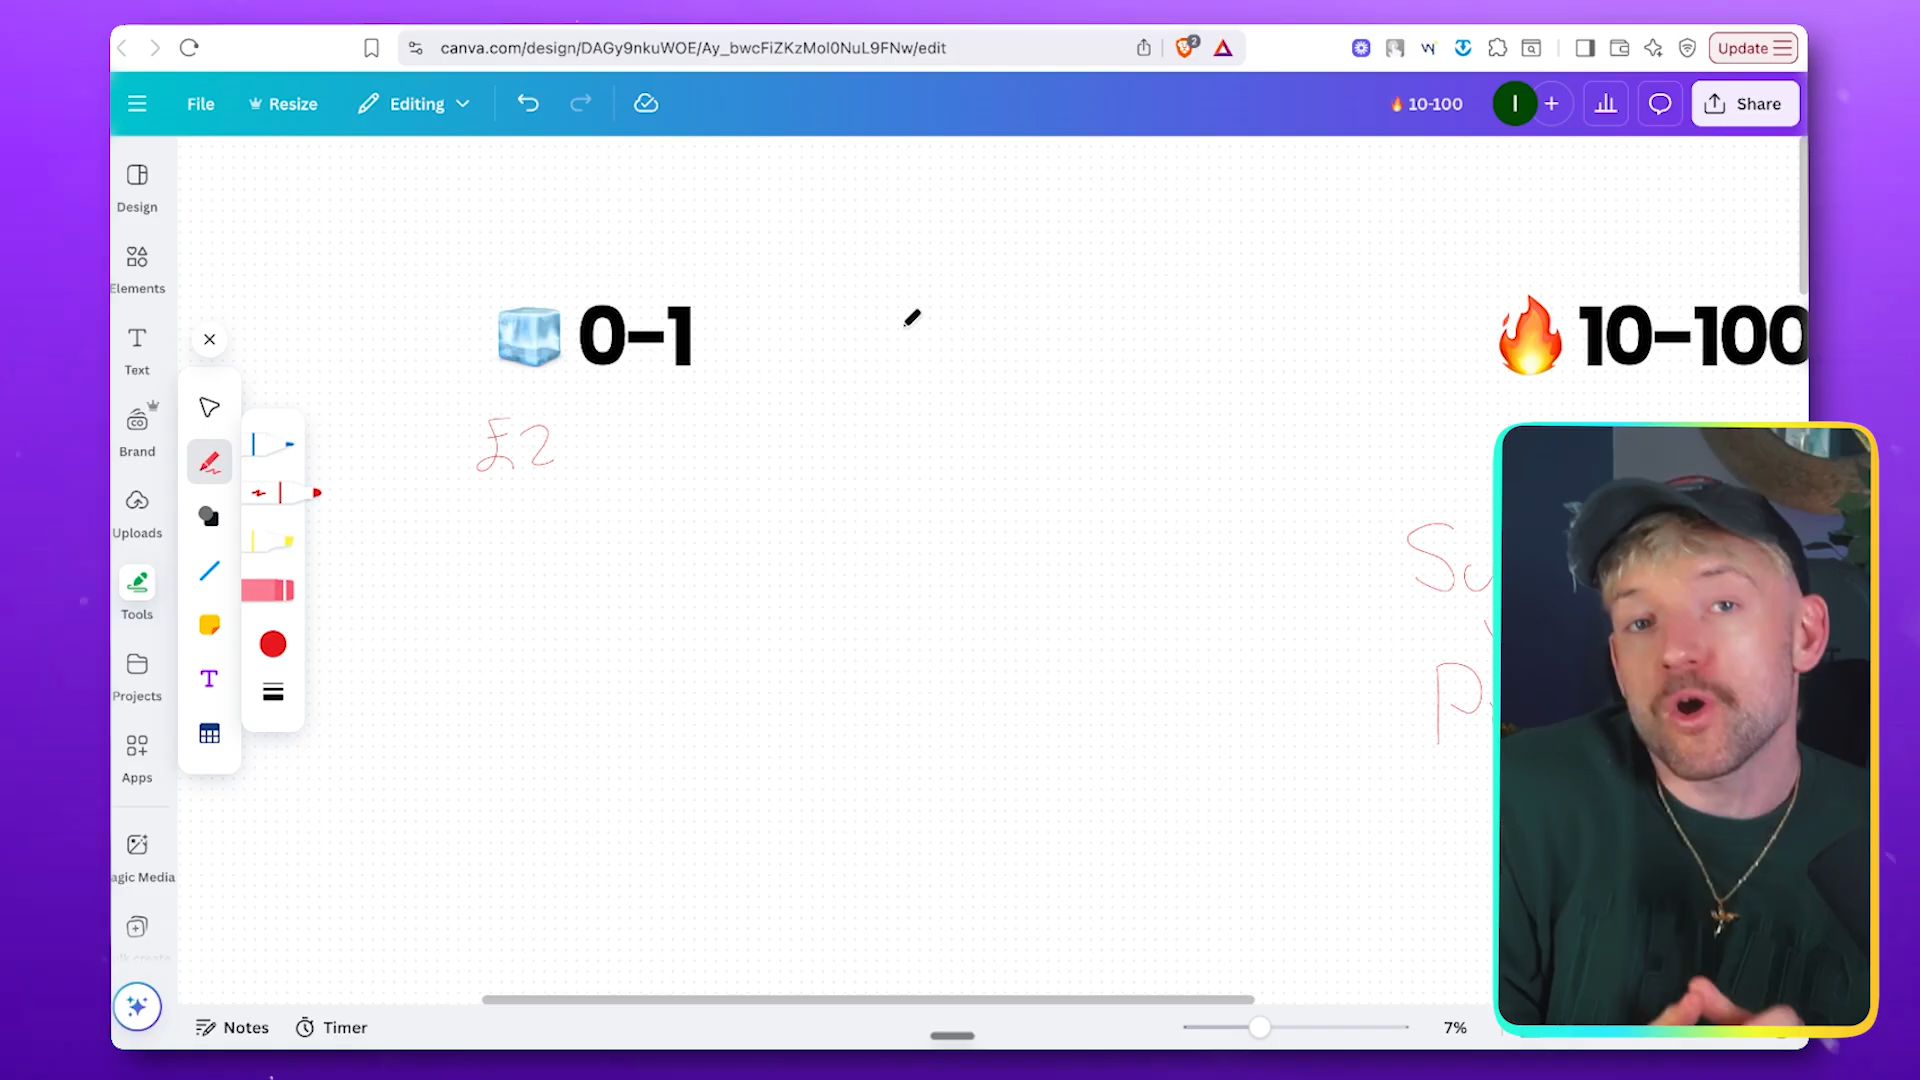 canva.com/design/DAGy9nkuWOE/Ay_bwcFiZKzMol0NuL9FNw/edit
2
Update
File
Resize
Editing
🔥 10-100
I
+
Share
Design
Elements
Text
Brand
Uploads
Tools
Projects
Apps
agic Media
🧊 0-1
🔥 10-100
£2
Notes
Timer
7%